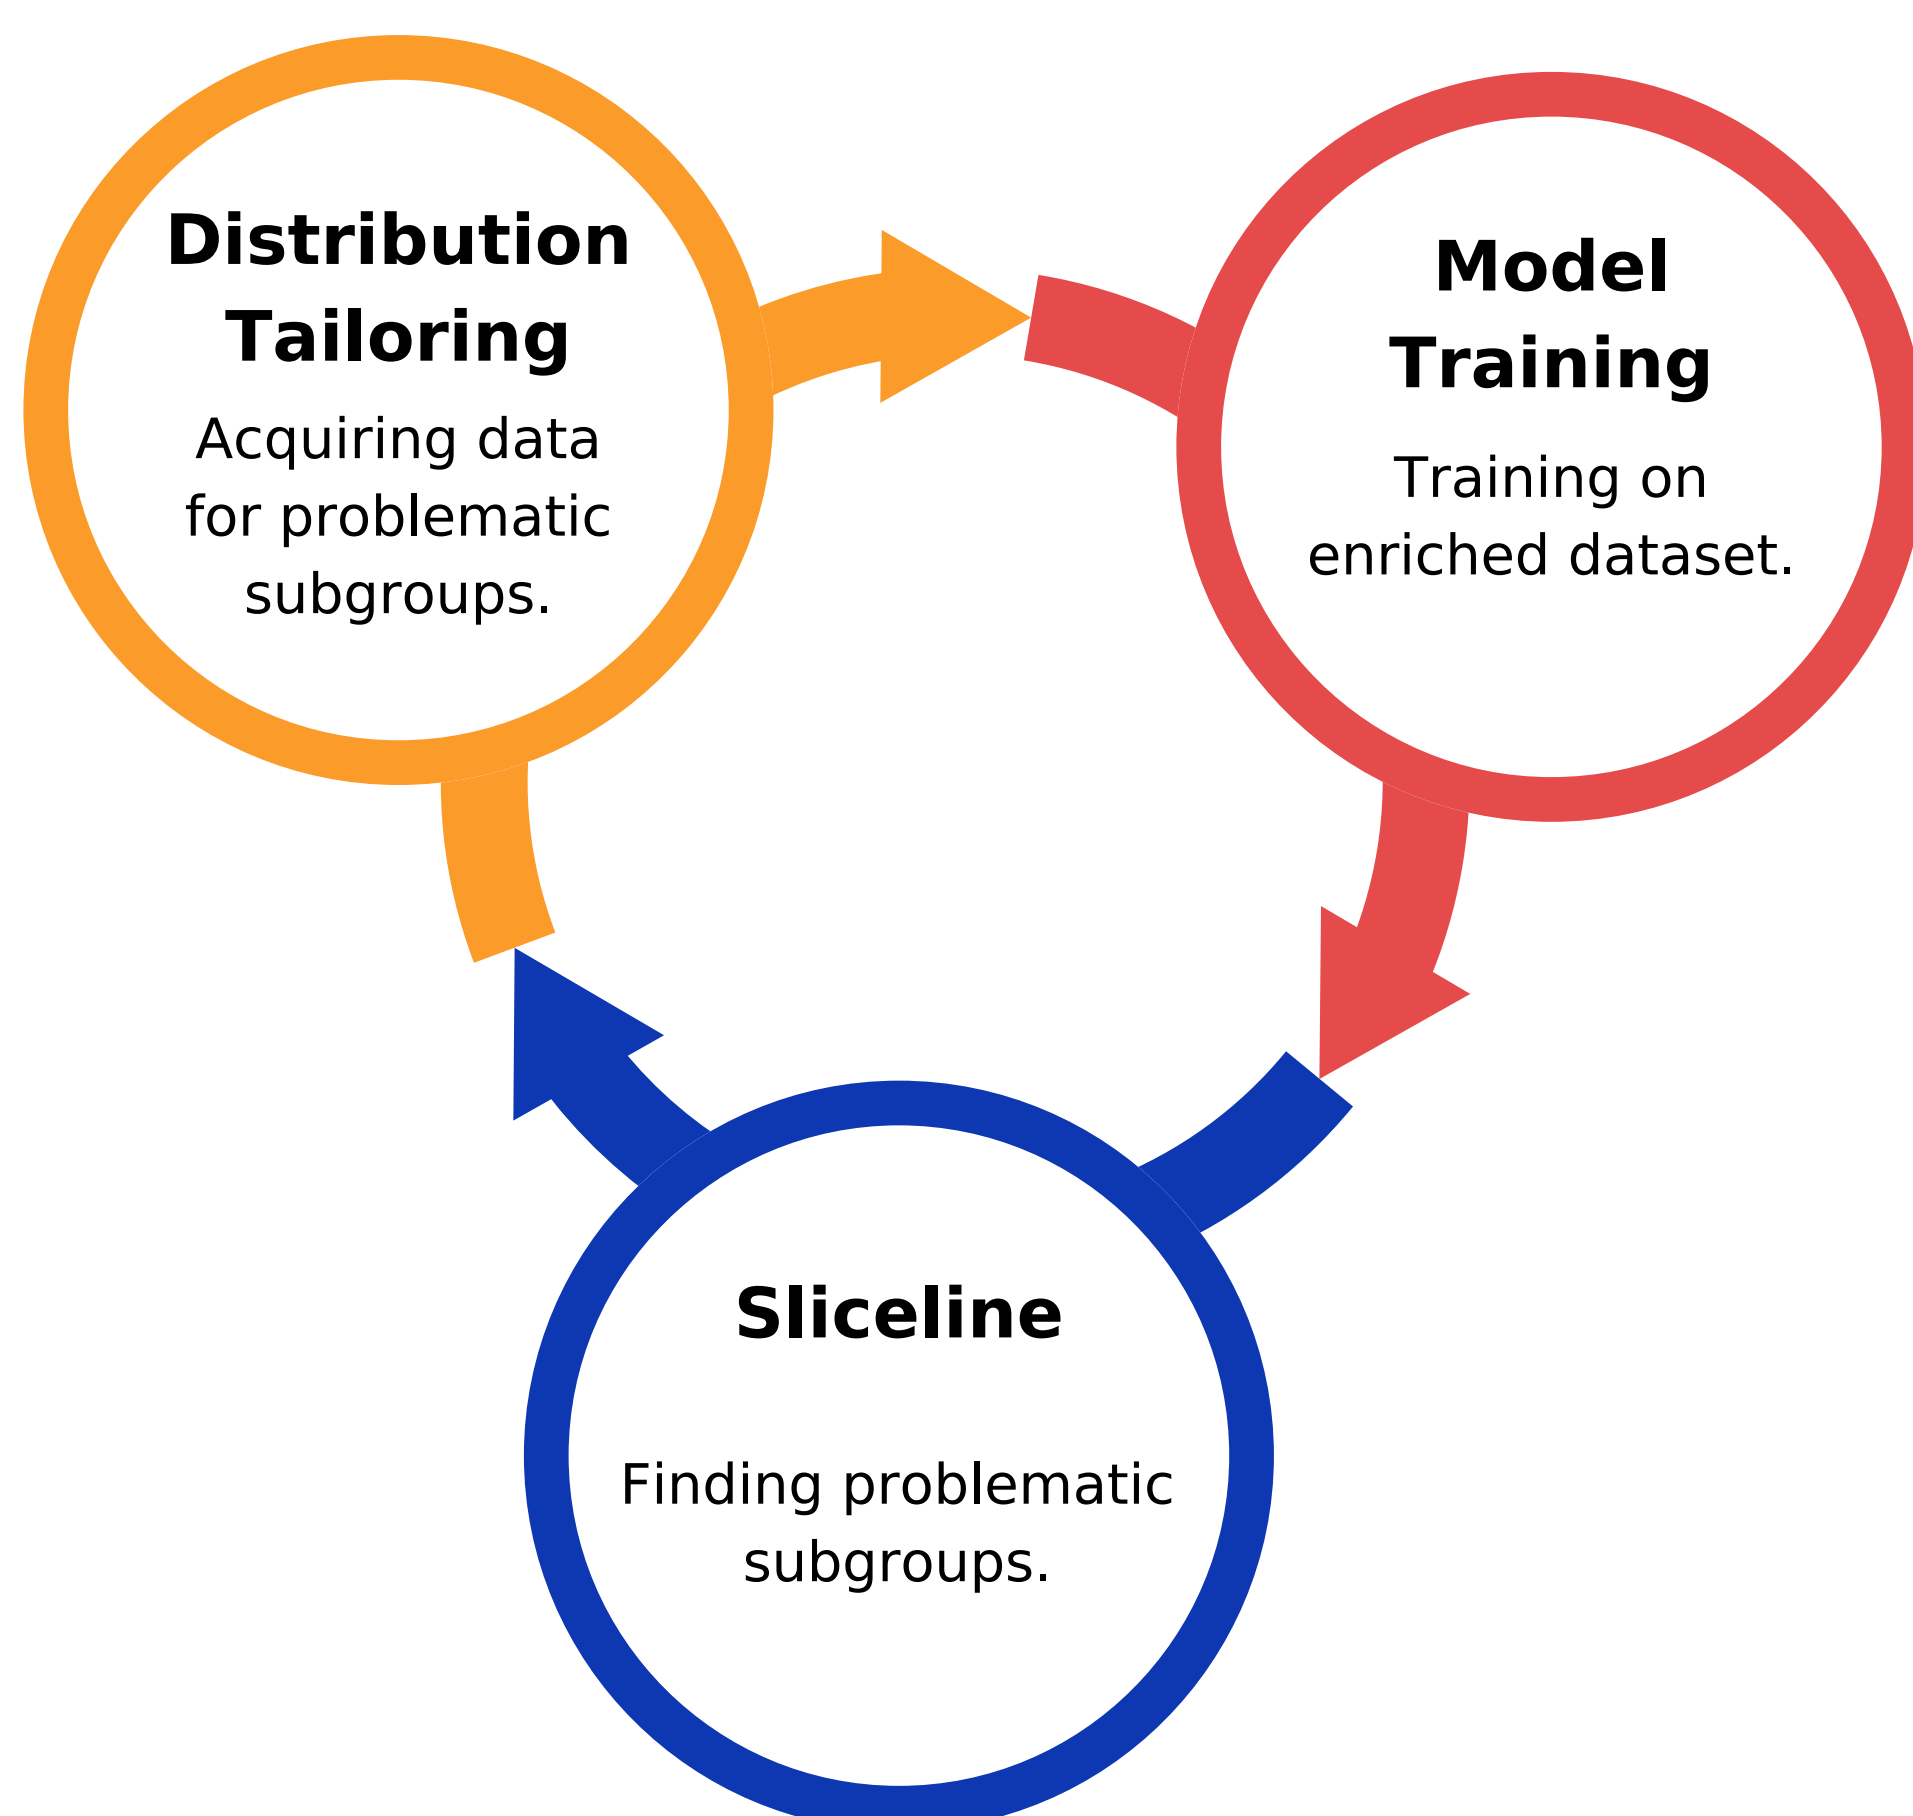 Distribution
Tailoring
Acquiring data
for problematic
subgroups.
Model
Training
Training on
enriched dataset.
Sliceline
Finding problematic
subgroups.